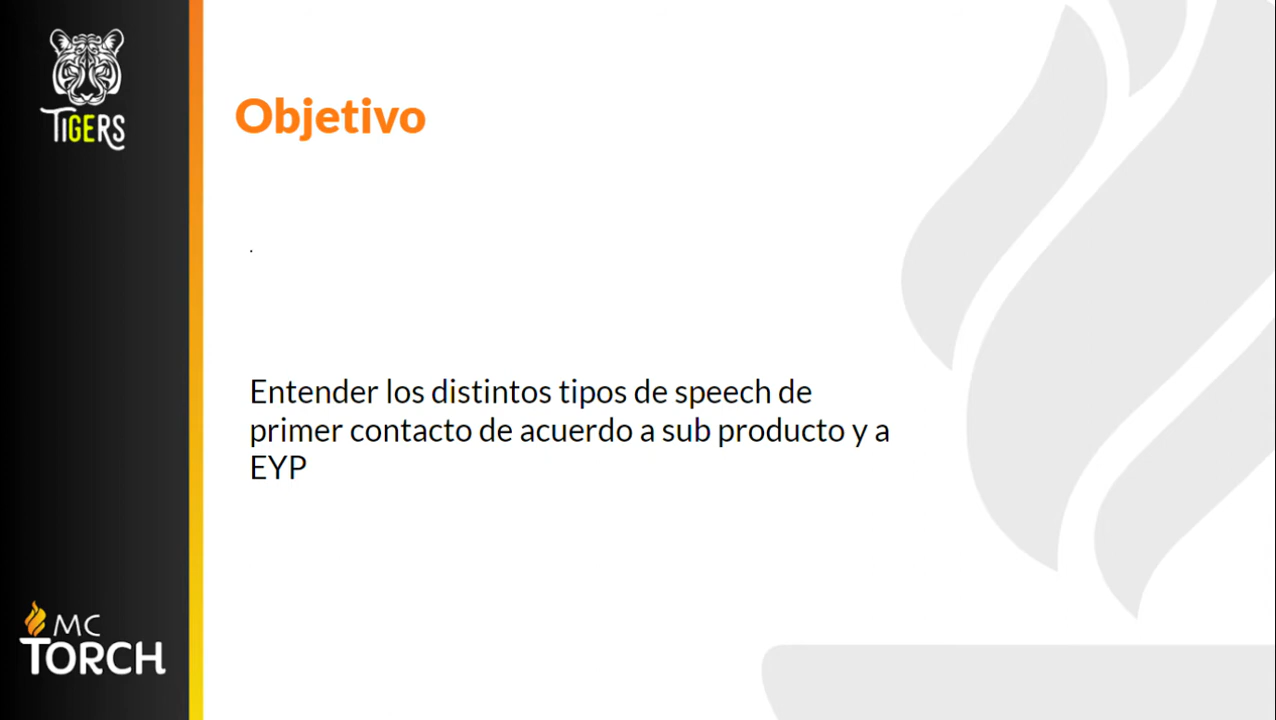 TIGERS
Objetivo
.
Entender los distintos tipos de speech de
primer contacto de acuerdo a sub producto y a
EYP
MC
TORCH